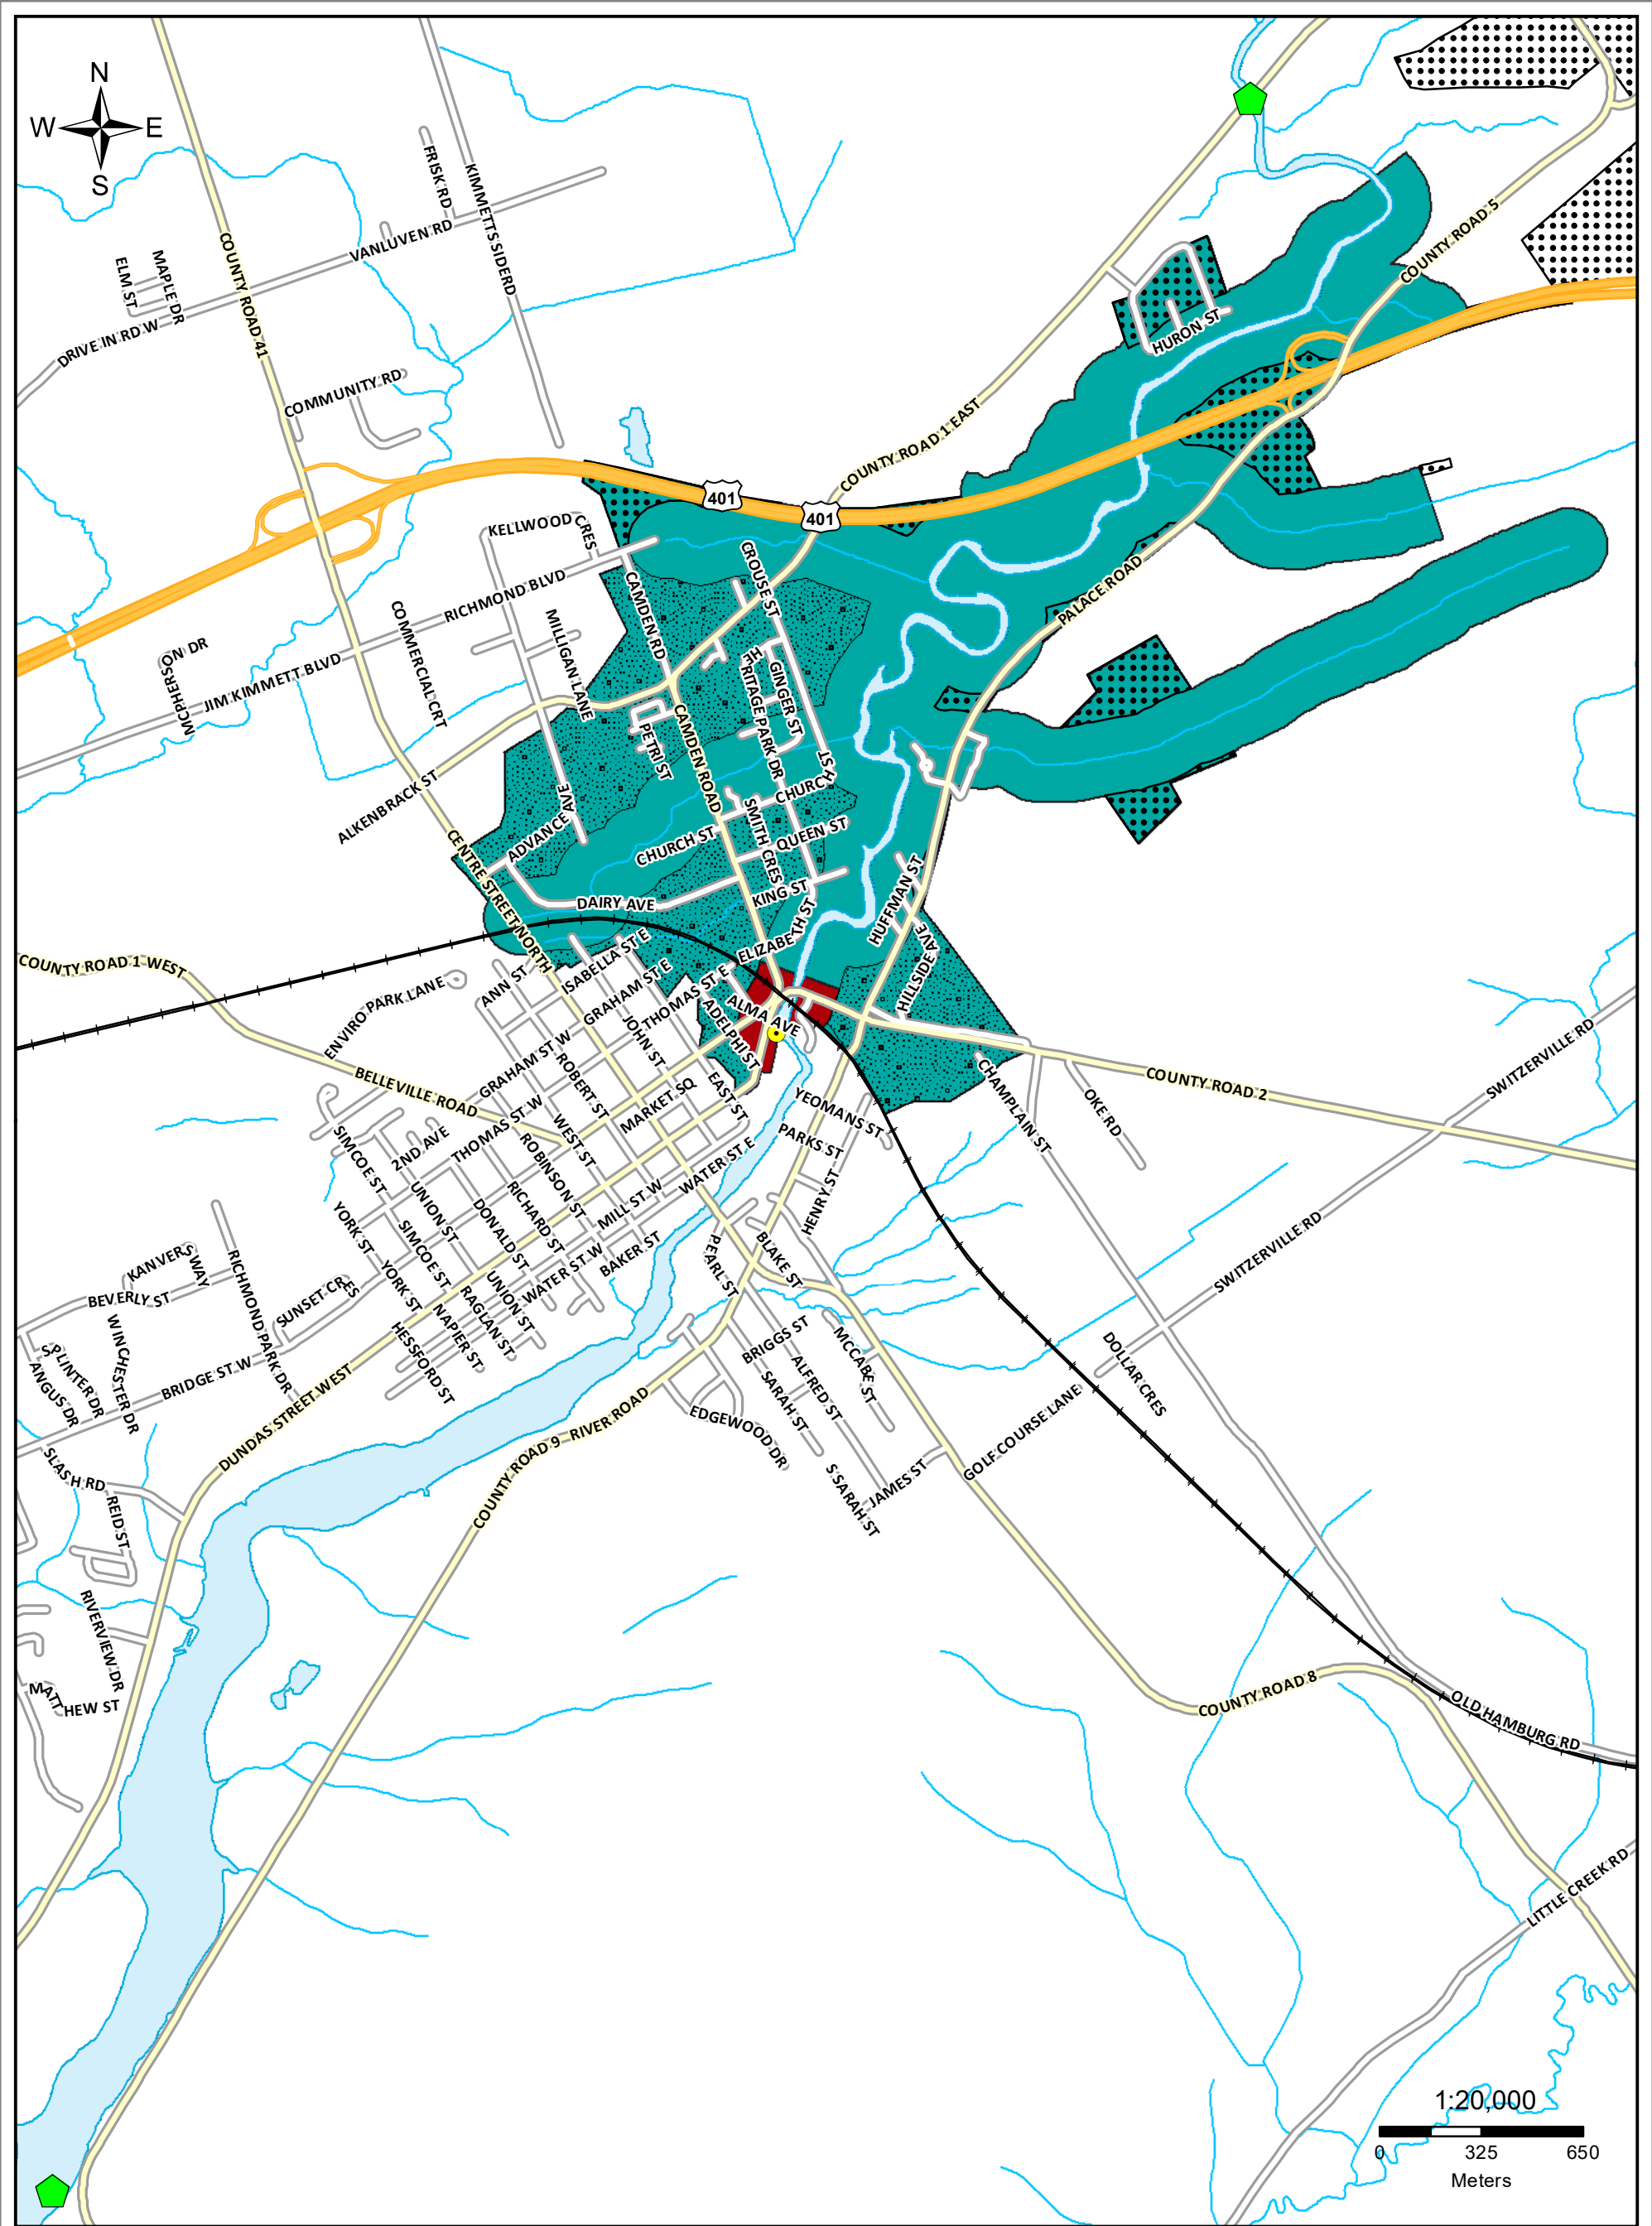 N
W E
S
FRISK RD
KIMMETTS SIDERD
VANLUVEN RD
COUNTY ROAD 41
MAPLE DR
ELM ST
DRIVE IN RD W
COMMUNITY RD
COUNTY ROAD 5
HURON ST
COUNTY ROAD 1 EAST
401
401
KELLWOOD CRES
RICHMOND BLVD
CROUSE ST
CAMDEN RD
COMMERCIAL CRT
MILLIGAN LANE
PALACE ROAD
MCPHERSON DR
JIM KIMMETT BLVD
HERITAGE PARK DR
GINGER ST
PETRI ST
CAMDEN ROAD
ALKENBRACK ST
ADVANCE AVE
CHURCH ST
CHURCH ST
SMITH CRES
QUEEN ST
KING ST
CENTRE STREET NORTH
DAIRY AVE
HUFFMAN ST
HILLSIDE AVE
ELIZABETH ST
COUNTY ROAD 1 WEST
ENVIRO PARK LANE
ANN ST
ISABELLA ST E
GRAHAM ST E
THOMAS ST E
ALMA AVE
ADELPHI ST
JOHN ST
GRAHAM ST W
ROBERT ST
BELLEVILLE ROAD
MARKET SQ
EAST ST
CHAMPLAIN ST
OKE RD
COUNTY ROAD 2
SWITZERVILLE RD
YEOMANS ST
PARKS ST
THOMAS ST W
WEST ST
2ND AVE
SIMCOE ST
ROBINSON ST
WATER ST E
HENRY ST
UNION ST
RICHARD ST
MILL ST W
DONALD ST
YORK ST
SIMCOE ST
BAKER ST
WATER ST W
PEARL ST
BLAKE ST
SWITZERVILLE RD
KANVERS WAY
BEVERLY ST
RICHMOND PARK DR
SUNSET CRES
YORK ST
UNION ST
RAGLAN ST
NAPIER ST
HESSFORD ST
WINCHESTER DR
SPLINTER DR
ANGUS DR
BRIDGE ST W
DUNDAS STREET WEST
BRIGGS ST
MCCABE ST
ALFRED ST
SARAH ST
DOLLAR CRES
EDGEWOOD DR
GOLF COURSE LANE
COUNTY ROAD 9
RIVER ROAD
S SARAH ST
JAMES ST
SLASH RD
REID ST
RIVERVIEW DR
MATTHEW ST
COUNTY ROAD 8
OLD HAMBURG RD
LITTLE CREEK RD
1:20,000
0 325 650
Meters